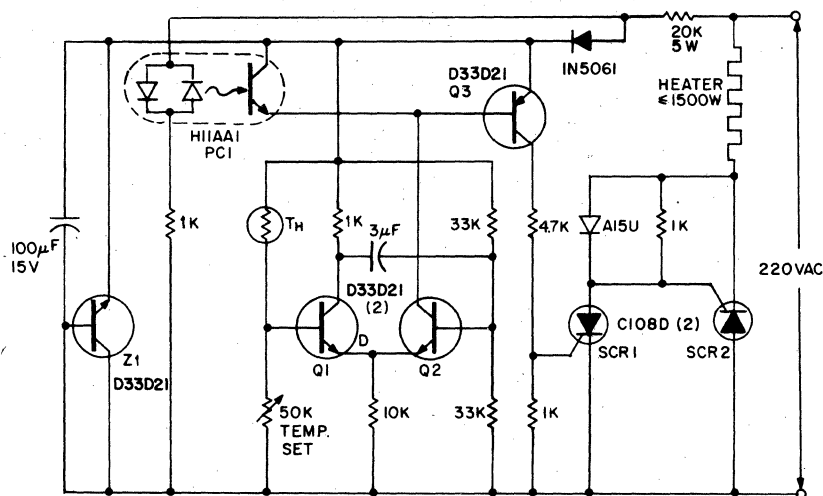 20K
5W
1N5061
D33D21
Q3
HEATER
≤1500W
H11AA1
PC1
1K
TH
1K
3μF
33K
4.7K
A15U
1K
100μF
15V
220VAC
D33D21
(2)
D
C108D (2)
Z1
D33D21
Q1
Q2
SCR1
SCR2
50K
TEMP.
SET
10K
33K
1K